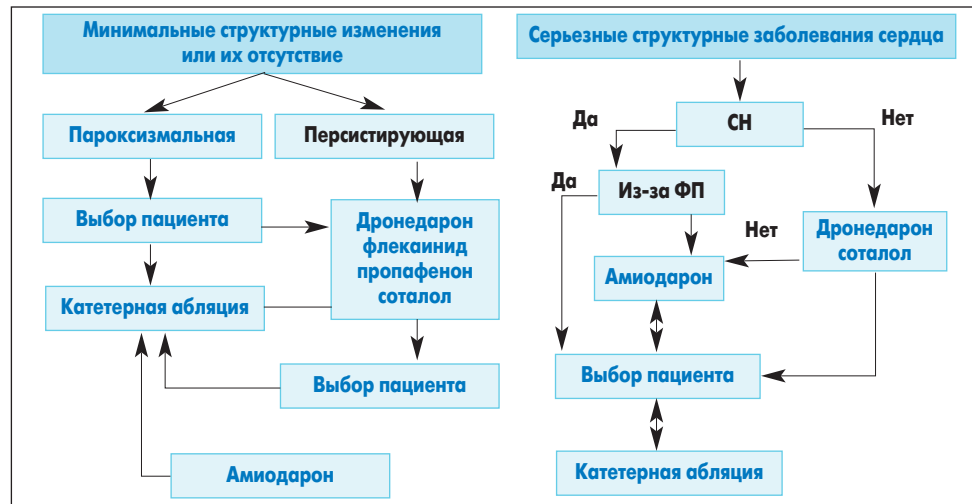 Минимальные структурные изменения
или их отсутствие
Пароксизмальная
Персистирующая
Выбор пациента
Дронедарон
флекаинид
пропафенон
соталол
Катетерная абляция
Выбор пациента
Амиодарон
Серьезные структурные заболевания сердца
Да
СН
Нет
Да
Из-за ФП
Нет
Дронедарон
соталол
Амиодарон
Выбор пациента
Катетерная абляция